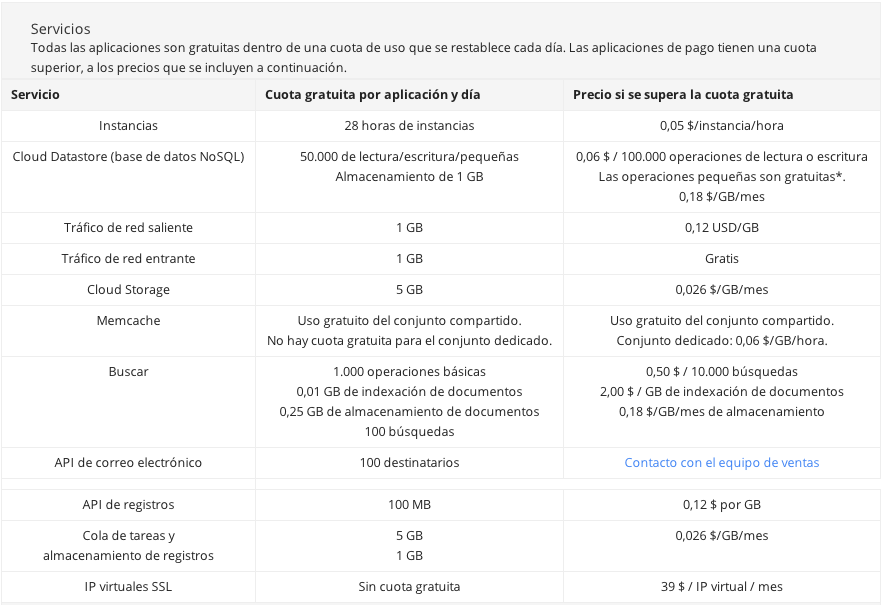 Servicios
Todas las aplicaciones son gratuitas dentro de una cuota de uso que se restablece cada día. Las aplicaciones de pago tienen una cuota
superior, a los precios que se incluyen a continuación.
Servicio Cuota gratuita por aplicación y día Precio si se supera la cuota gratuita
Instancias 28 horas de instancias 0,05 $/instancia/hora
Cloud Datastore (base de datos NoSQL) 50.000 de lectura/escritura/pequeñas 0,06 $ / 100.000 operaciones de lectura o escritura
Almacenamiento de 1 GB Las operaciones pequeñas son gratuitas*.
0,18 $/GB/mes
Tráfico de red saliente 1 GB 0,12 USD/GB
Tráfico de red entrante 1 GB Gratis
Cloud Storage 5 GB 0,026 $/GB/mes
Memcache Uso gratuito del conjunto compartido. Uso gratuito del conjunto compartido.
No hay cuota gratuita para el conjunto dedicado. Conjunto dedicado: 0,06 $/GB/hora.
Buscar 1.000 operaciones básicas 0,50 $ / 10.000 búsquedas
0,01 GB de indexación de documentos 2,00 $ / GB de indexación de documentos
0,25 GB de almacenamiento de documentos 0,18 $/GB/mes de almacenamiento
100 búsquedas
API de correo electrónico 100 destinatarios Contacto con el equipo de ventas
API de registros 100 MB 0,12 $ por GB
Cola de tareas y 5 GB 0,026 $/GB/mes
almacenamiento de registros 1 GB
IP virtuales SSL Sin cuota gratuita 39 $ / IP virtual / mes